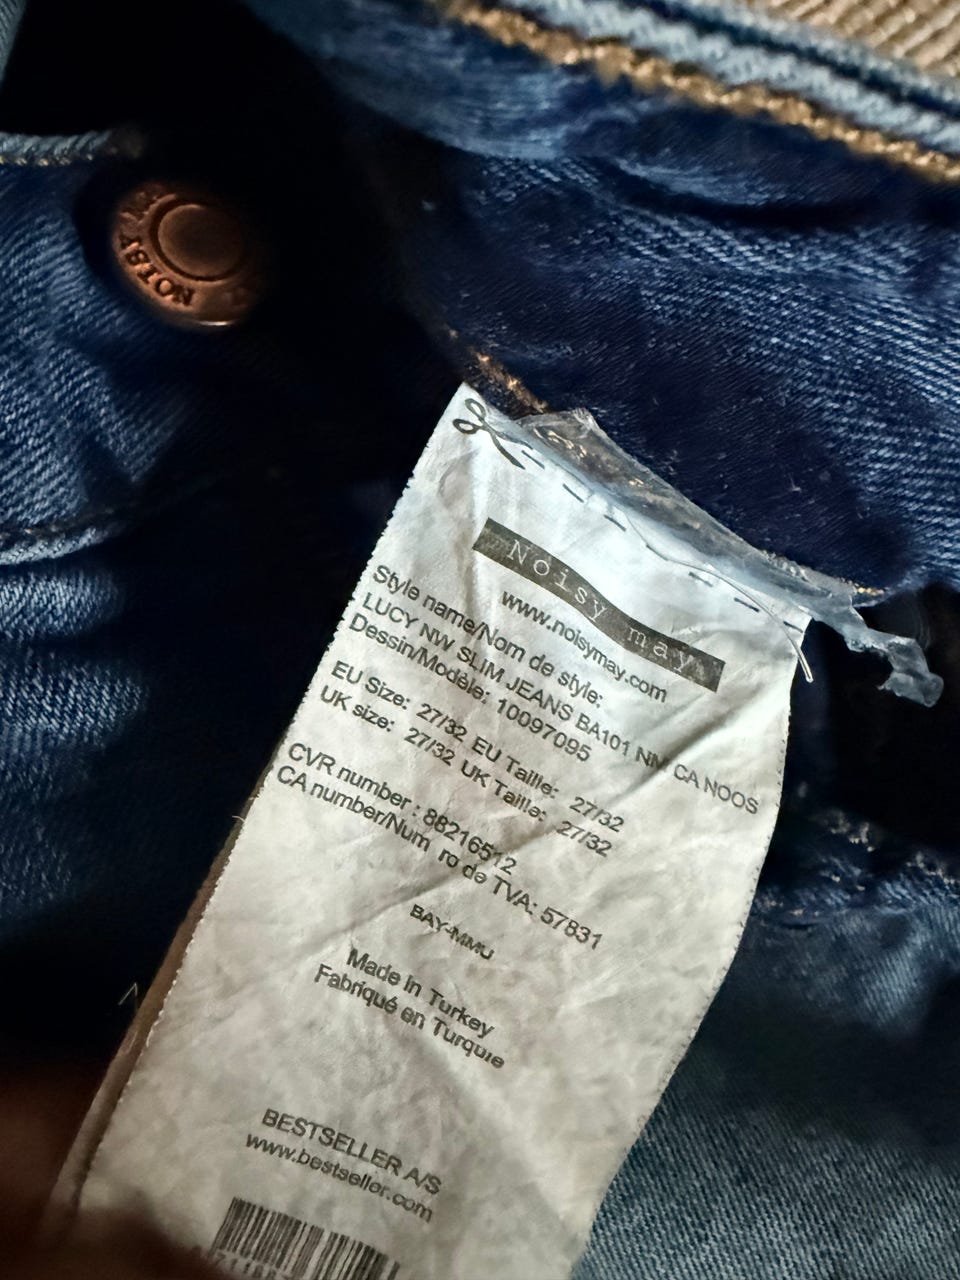 NOISY MAY
Noisy may
www.noisymay.com
Style name/Nom de style:
LUCY NW SLIM JEANS BA101 NM CA NOOS
Dessin/Modèle: 10097095
EU Size: 27/32 EU Taille: 27/32
UK size: 27/32 UK Taille: 27/32
CVR number : 88216512
CA number/Num ro de TVA: 57831
BAY-MMU
Made in Turkey
Fabriqué en Turquie
BESTSELLER A/S
www.bestseller.com